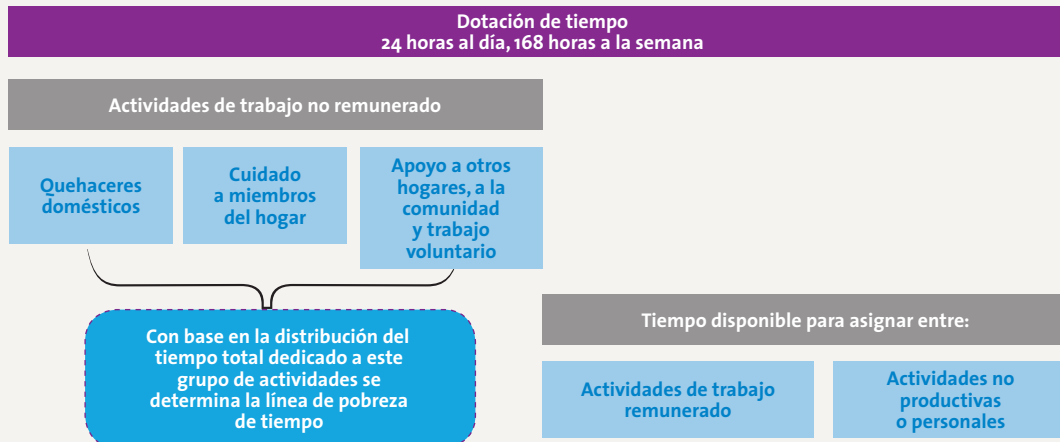 Dotación de tiempo
24 horas al día, 168 horas a la semana
Actividades de trabajo no remunerado
Quehaceres
domésticos
Cuidado
a miembros
del hogar
Apoyo a otros
hogares, a la
comunidad
y trabajo
voluntario
Con base en la distribución del
tiempo total dedicado a este
grupo de actividades se
determina la línea de pobreza
de tiempo
Tiempo disponible para asignar entre:
Actividades de trabajo
remunerado
Actividades no
productivas
o personales